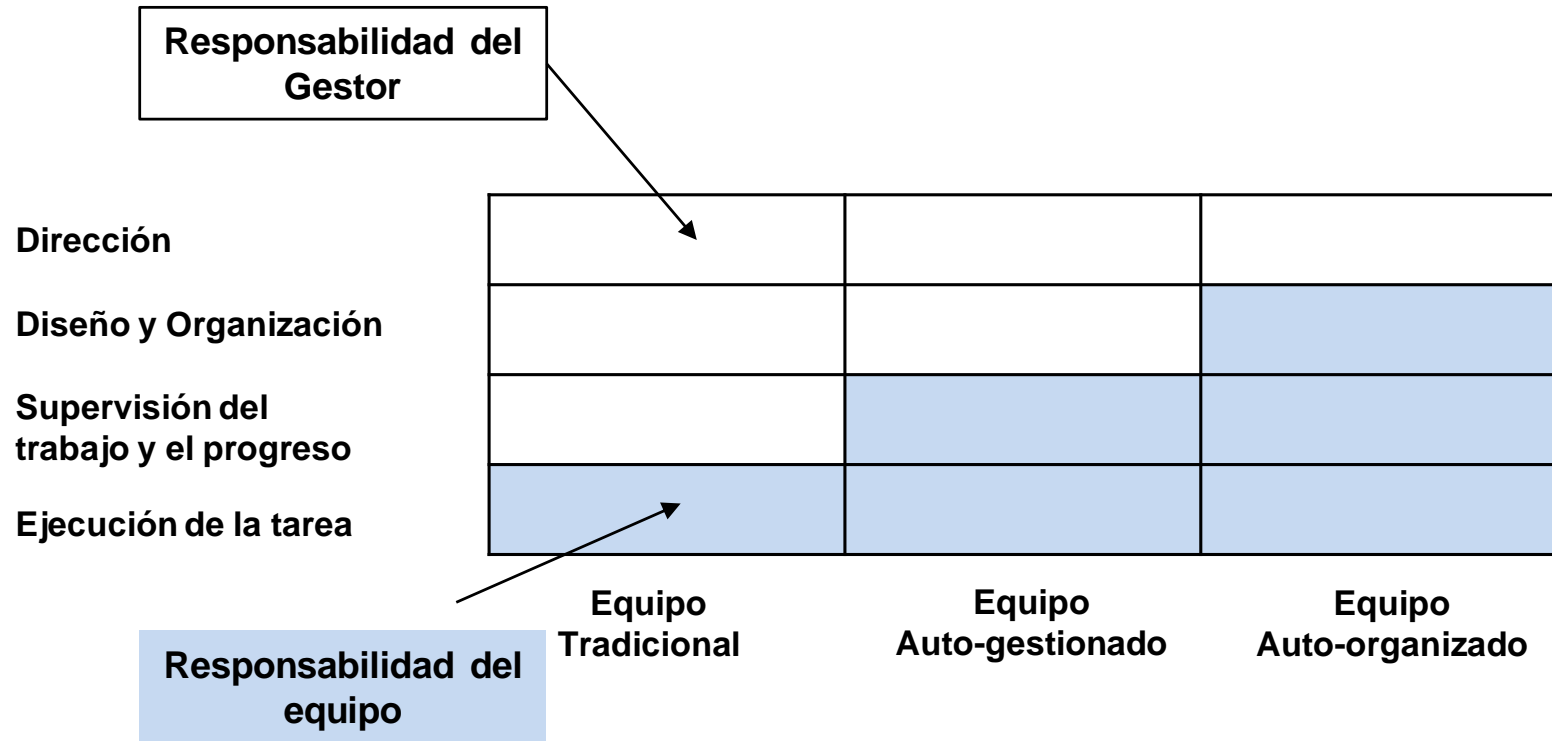 Responsabilidad del
Gestor
Dirección
Diseño y Organización
Supervisión del
trabajo y el progreso
Ejecución de la tarea
Equipo
Tradicional
Equipo
Auto-gestionado
Equipo
Auto-organizado
Responsabilidad del
equipo